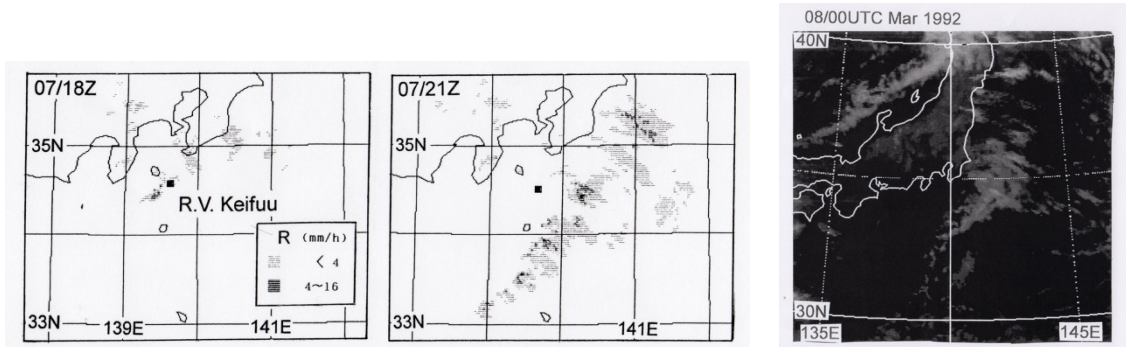 07/18Z
35N
R.V. Keifuu
R (mm/h)
< 4
4~16
33N
139E
141E
07/21Z
35N
33N
141E
08/00UTC Mar 1992
40N
30N
135E
145E